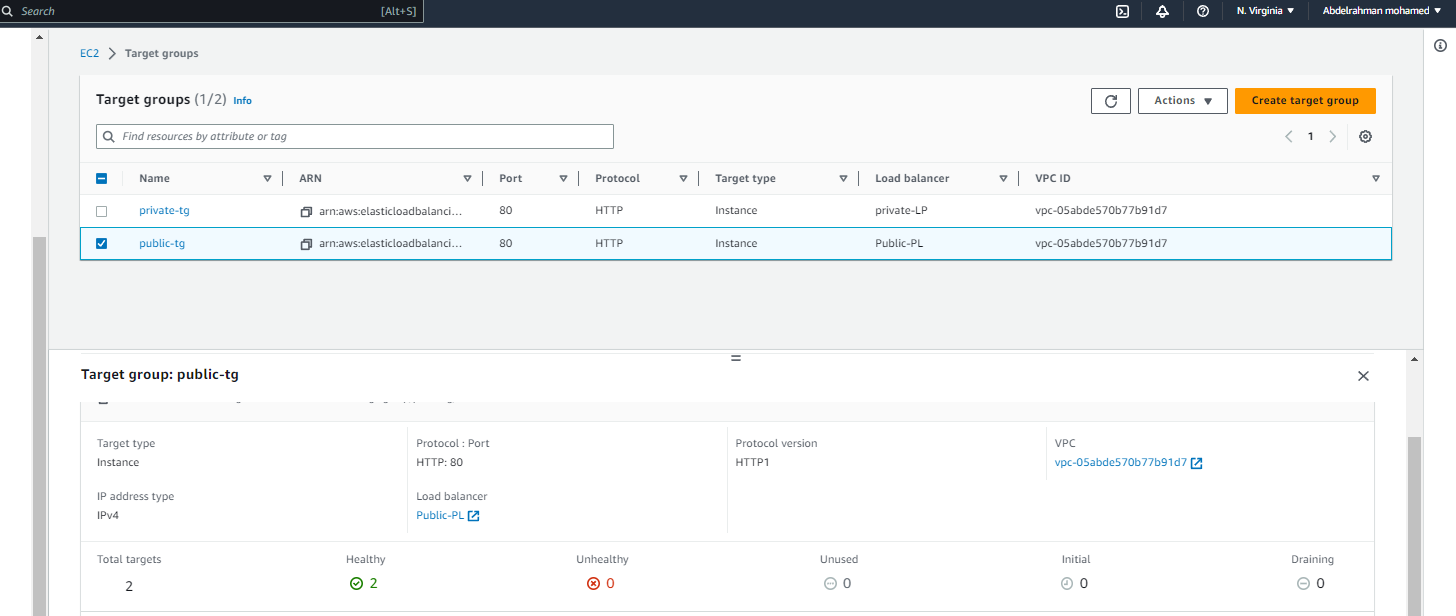 Search [Alt+S] N. Virginia Abdelrahman mohamed
EC2 Target groups
Target groups (1/2) Info
Actions
Create target group
Find resources by attribute or tag
1
Name ARN Port Protocol Target type Load balancer VPC ID
private-tg arn:aws:elasticloadbalanci... 80 HTTP Instance private-LP vpc-05abde570b77b91d7
public-tg arn:aws:elasticloadbalanci... 80 HTTP Instance Public-PL vpc-05abde570b77b91d7
Target group: public-tg
Target type Protocol : Port Protocol version VPC
Instance HTTP: 80 HTTP1 vpc-05abde570b77b91d7
IP address type Load balancer
IPv4 Public-PL
Total targets Healthy Unhealthy Unused Initial Draining
2 2 0 0 0 0